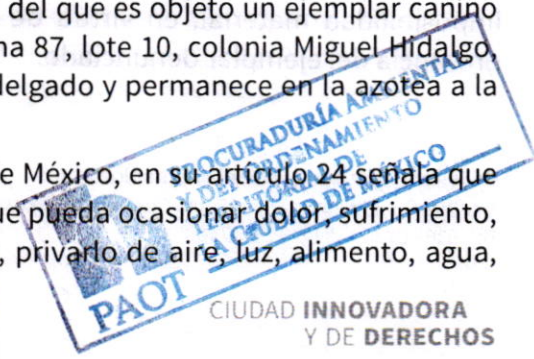 del que es objeto un ejemplar canino
na 87, lote 10, colonia Miguel Hidalgo,
delgado y permanece en la azotea a la
PROCURADURÍA AMBIENTAL
Y DEL ORDENAMIENTO
TERRITORIAL DE
LA CIUDAD DE MÉXICO
PAOT
e México, en su artículo 24 señala que
ue pueda ocasionar dolor, sufrimiento,
, privarlo de aire, luz, alimento, agua,
CIUDAD INNOVADORA
Y DE DERECHOS